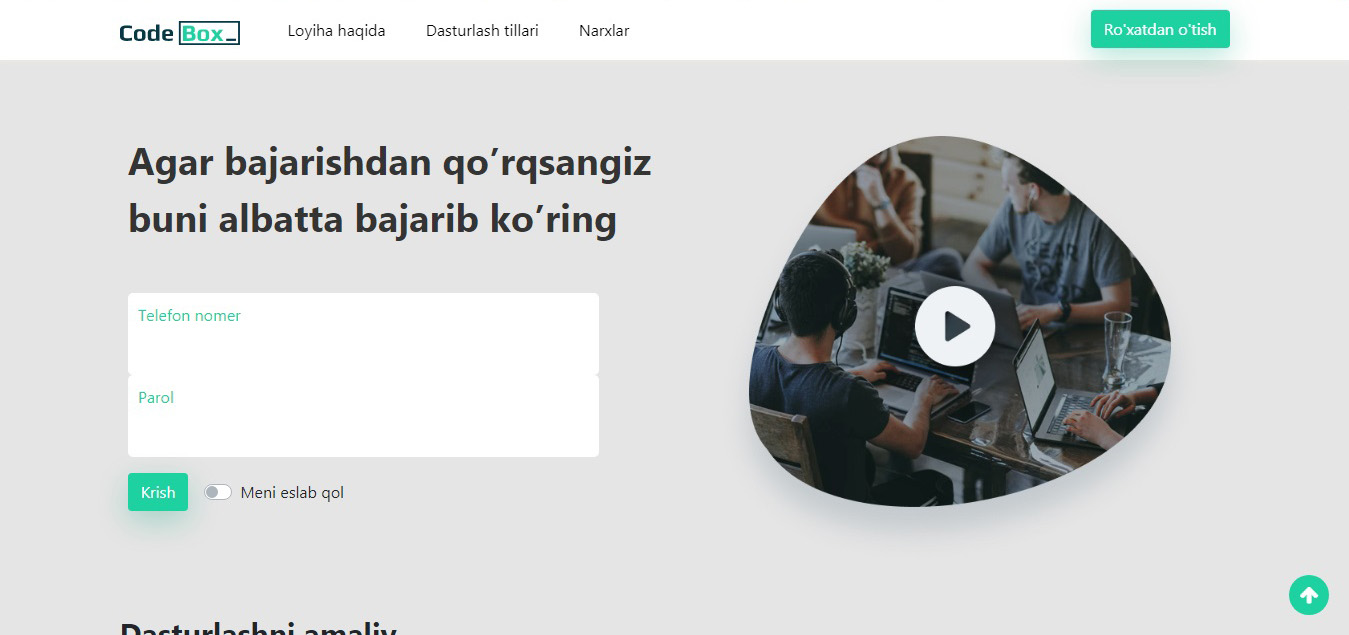 Code Box_
Loyiha haqida
Dasturlash tillari
Narxlar
Ro'xatdan o'tish
Agar bajarishdan qo’rqsangiz
buni albatta bajarib ko’ring
Telefon nomer
Parol
Krish
Meni eslab qol
Dasturlashni amaliy